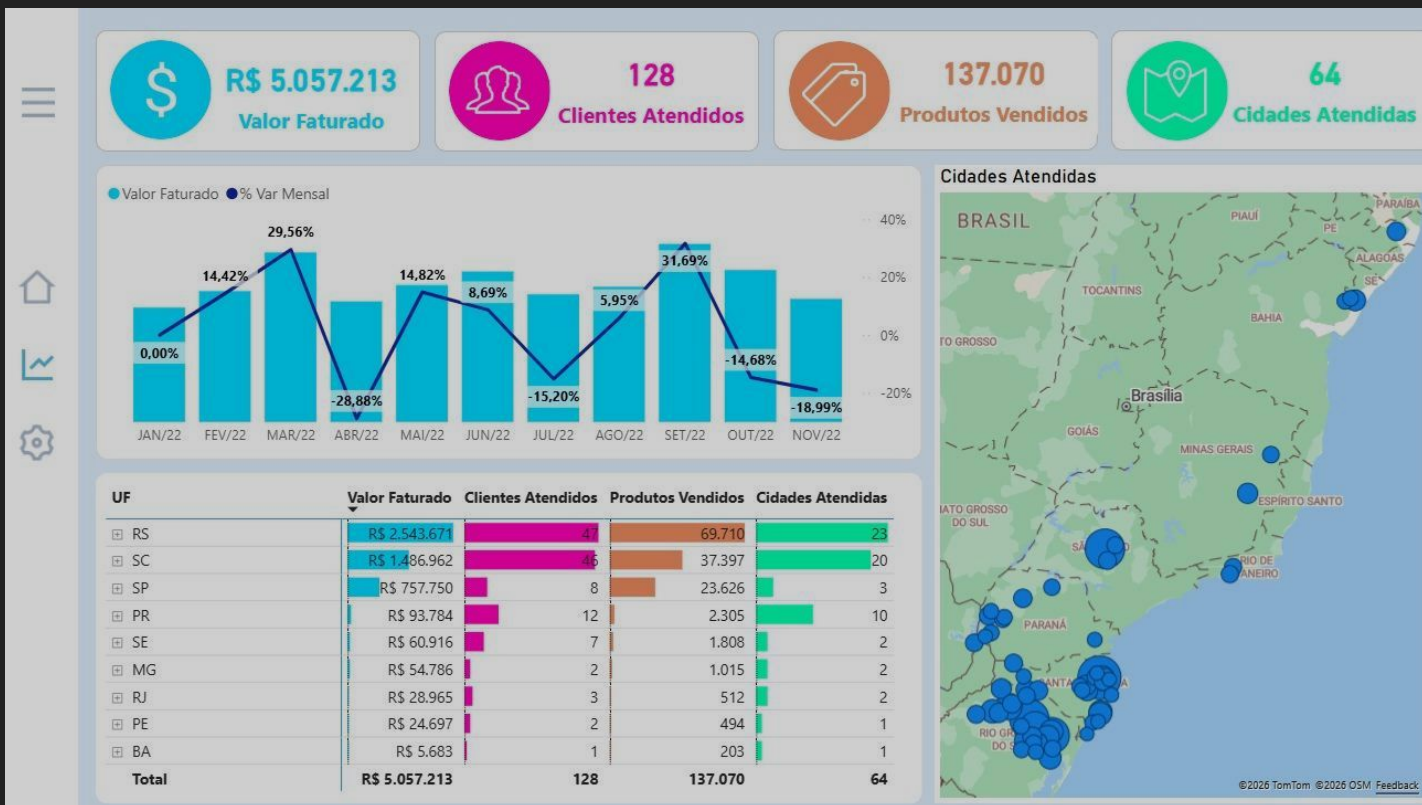 R$ 5.057.213
Valor Faturado
128
Clientes Atendidos
137.070
Produtos Vendidos
64
Cidades Atendidas
Valor Faturado % Var Mensal
40%
20%
0%
-20%
0,00%
14,42%
29,56%
-28,88%
14,82%
8,69%
-15,20%
5,95%
31,69%
-14,68%
-18,99%
JAN/22 FEV/22 MAR/22 ABR/22 MAI/22 JUN/22 JUL/22 AGO/22 SET/22 OUT/22 NOV/22
UF Valor Faturado Clientes Atendidos Produtos Vendidos Cidades Atendidas
RS R$ 2.543.671 47 69.710 23
SC R$ 1.486.962 46 37.397 20
SP R$ 757.750 8 23.626 3
PR R$ 93.784 12 2.305 10
SE R$ 60.916 7 1.808 2
MG R$ 54.786 2 1.015 2
RJ R$ 28.965 3 512 2
PE R$ 24.697 2 494 1
BA R$ 5.683 1 203 1
Total R$ 5.057.213 128 137.070 64
Cidades Atendidas
BRASIL
PIAUÍ
PARAÍBA
PE
ALAGOAS
SE
TOCANTINS
BAHIA
TO GROSSO
Brasília
GOIÁS
MINAS GERAIS
ESPÍRITO SANTO
MATO GROSSO
DO SUL
RIO DE
JANEIRO
PARANÁ
©2026 TomTom ©2026 OSM Feedback